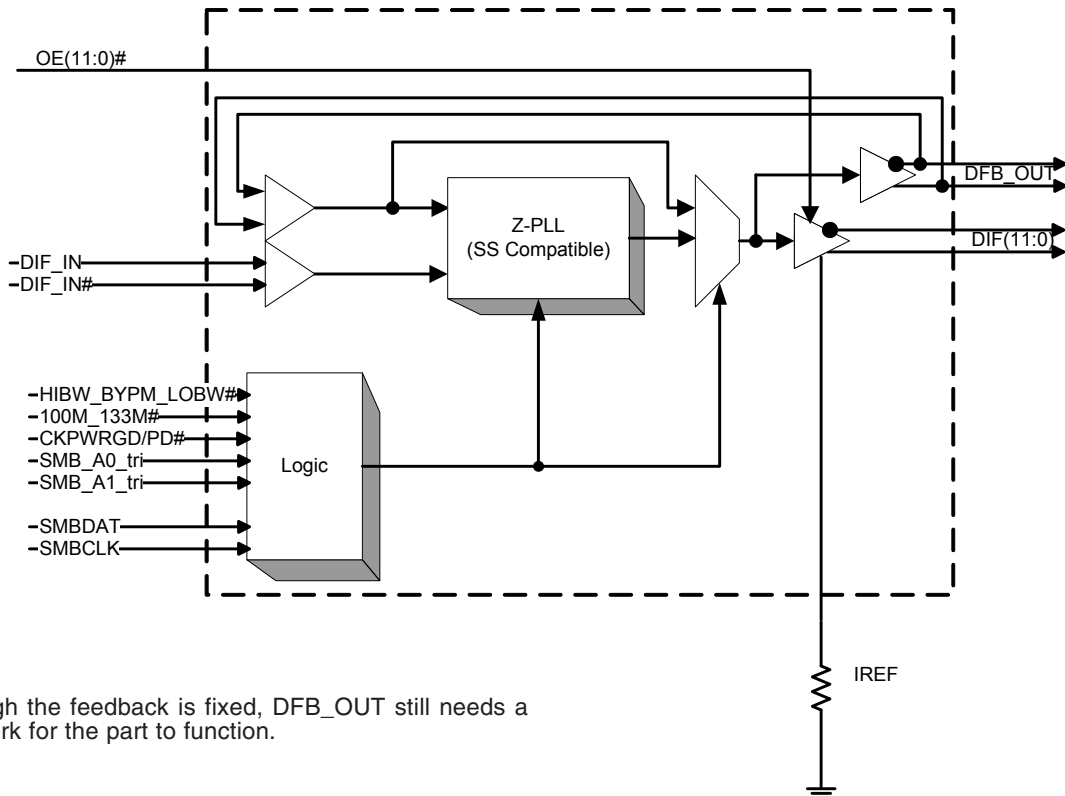 OE(11:0)#
DFB_OUT
Z-PLL
(SS Compatible)
DIF(11:0)
DIF_IN
DIF_IN#
HIBW_BYPM_LOBW#
100M_133M#
CKPWRGD/PD#
SMB_A0_tri
SMB_A1_tri
Logic
SMBDAT
SMBCLK
IREF
the feedback is fixed, DFB_OUT still needs a
for the part to function.